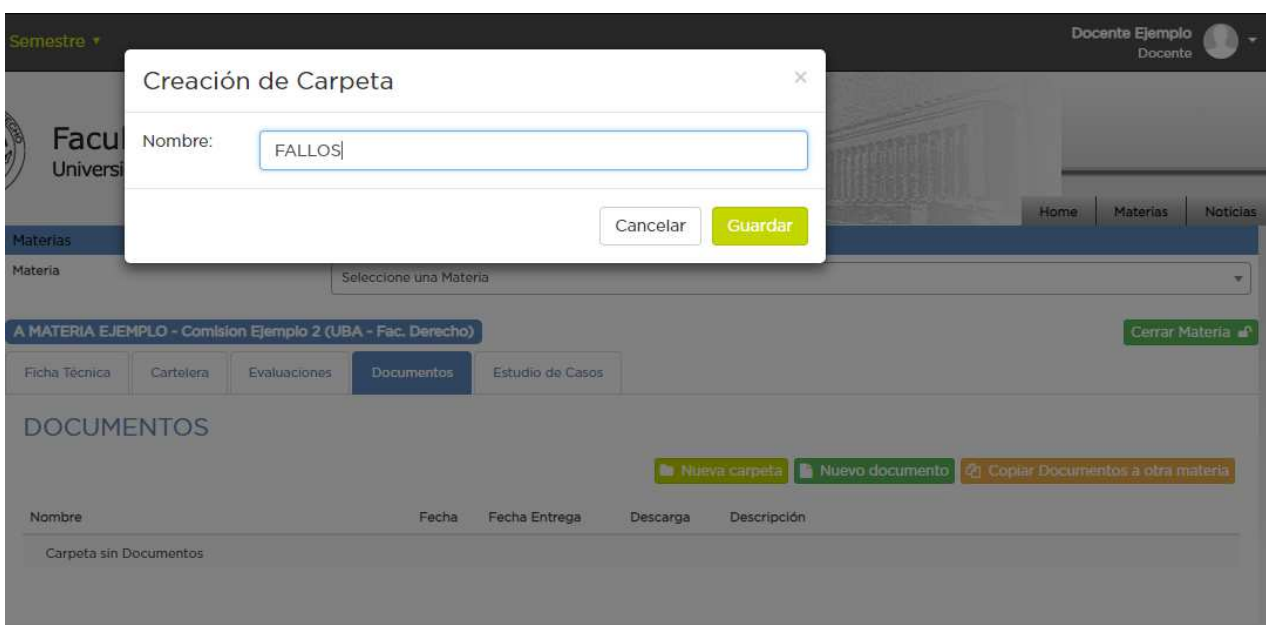 Semestre
Docente Ejemplo
Docente
Creación de Carpeta
×
Nombre:
FALLOS
Cancelar
Guardar
Home
Materias
Noticias
Materias
Materia
Seleccione una Materia
A MATERIA EJEMPLO - Comision Ejemplo 2 (UBA - Fac. Derecho)
Cerrar Materia
Ficha Técnica
Cartelera
Evaluaciones
Documentos
Estudio de Casos
DOCUMENTOS
Nueva carpeta
Nuevo documento
Copiar Documentos a otra materia
Nombre
Fecha
Fecha Entrega
Descarga
Descripción
Carpeta sin Documentos